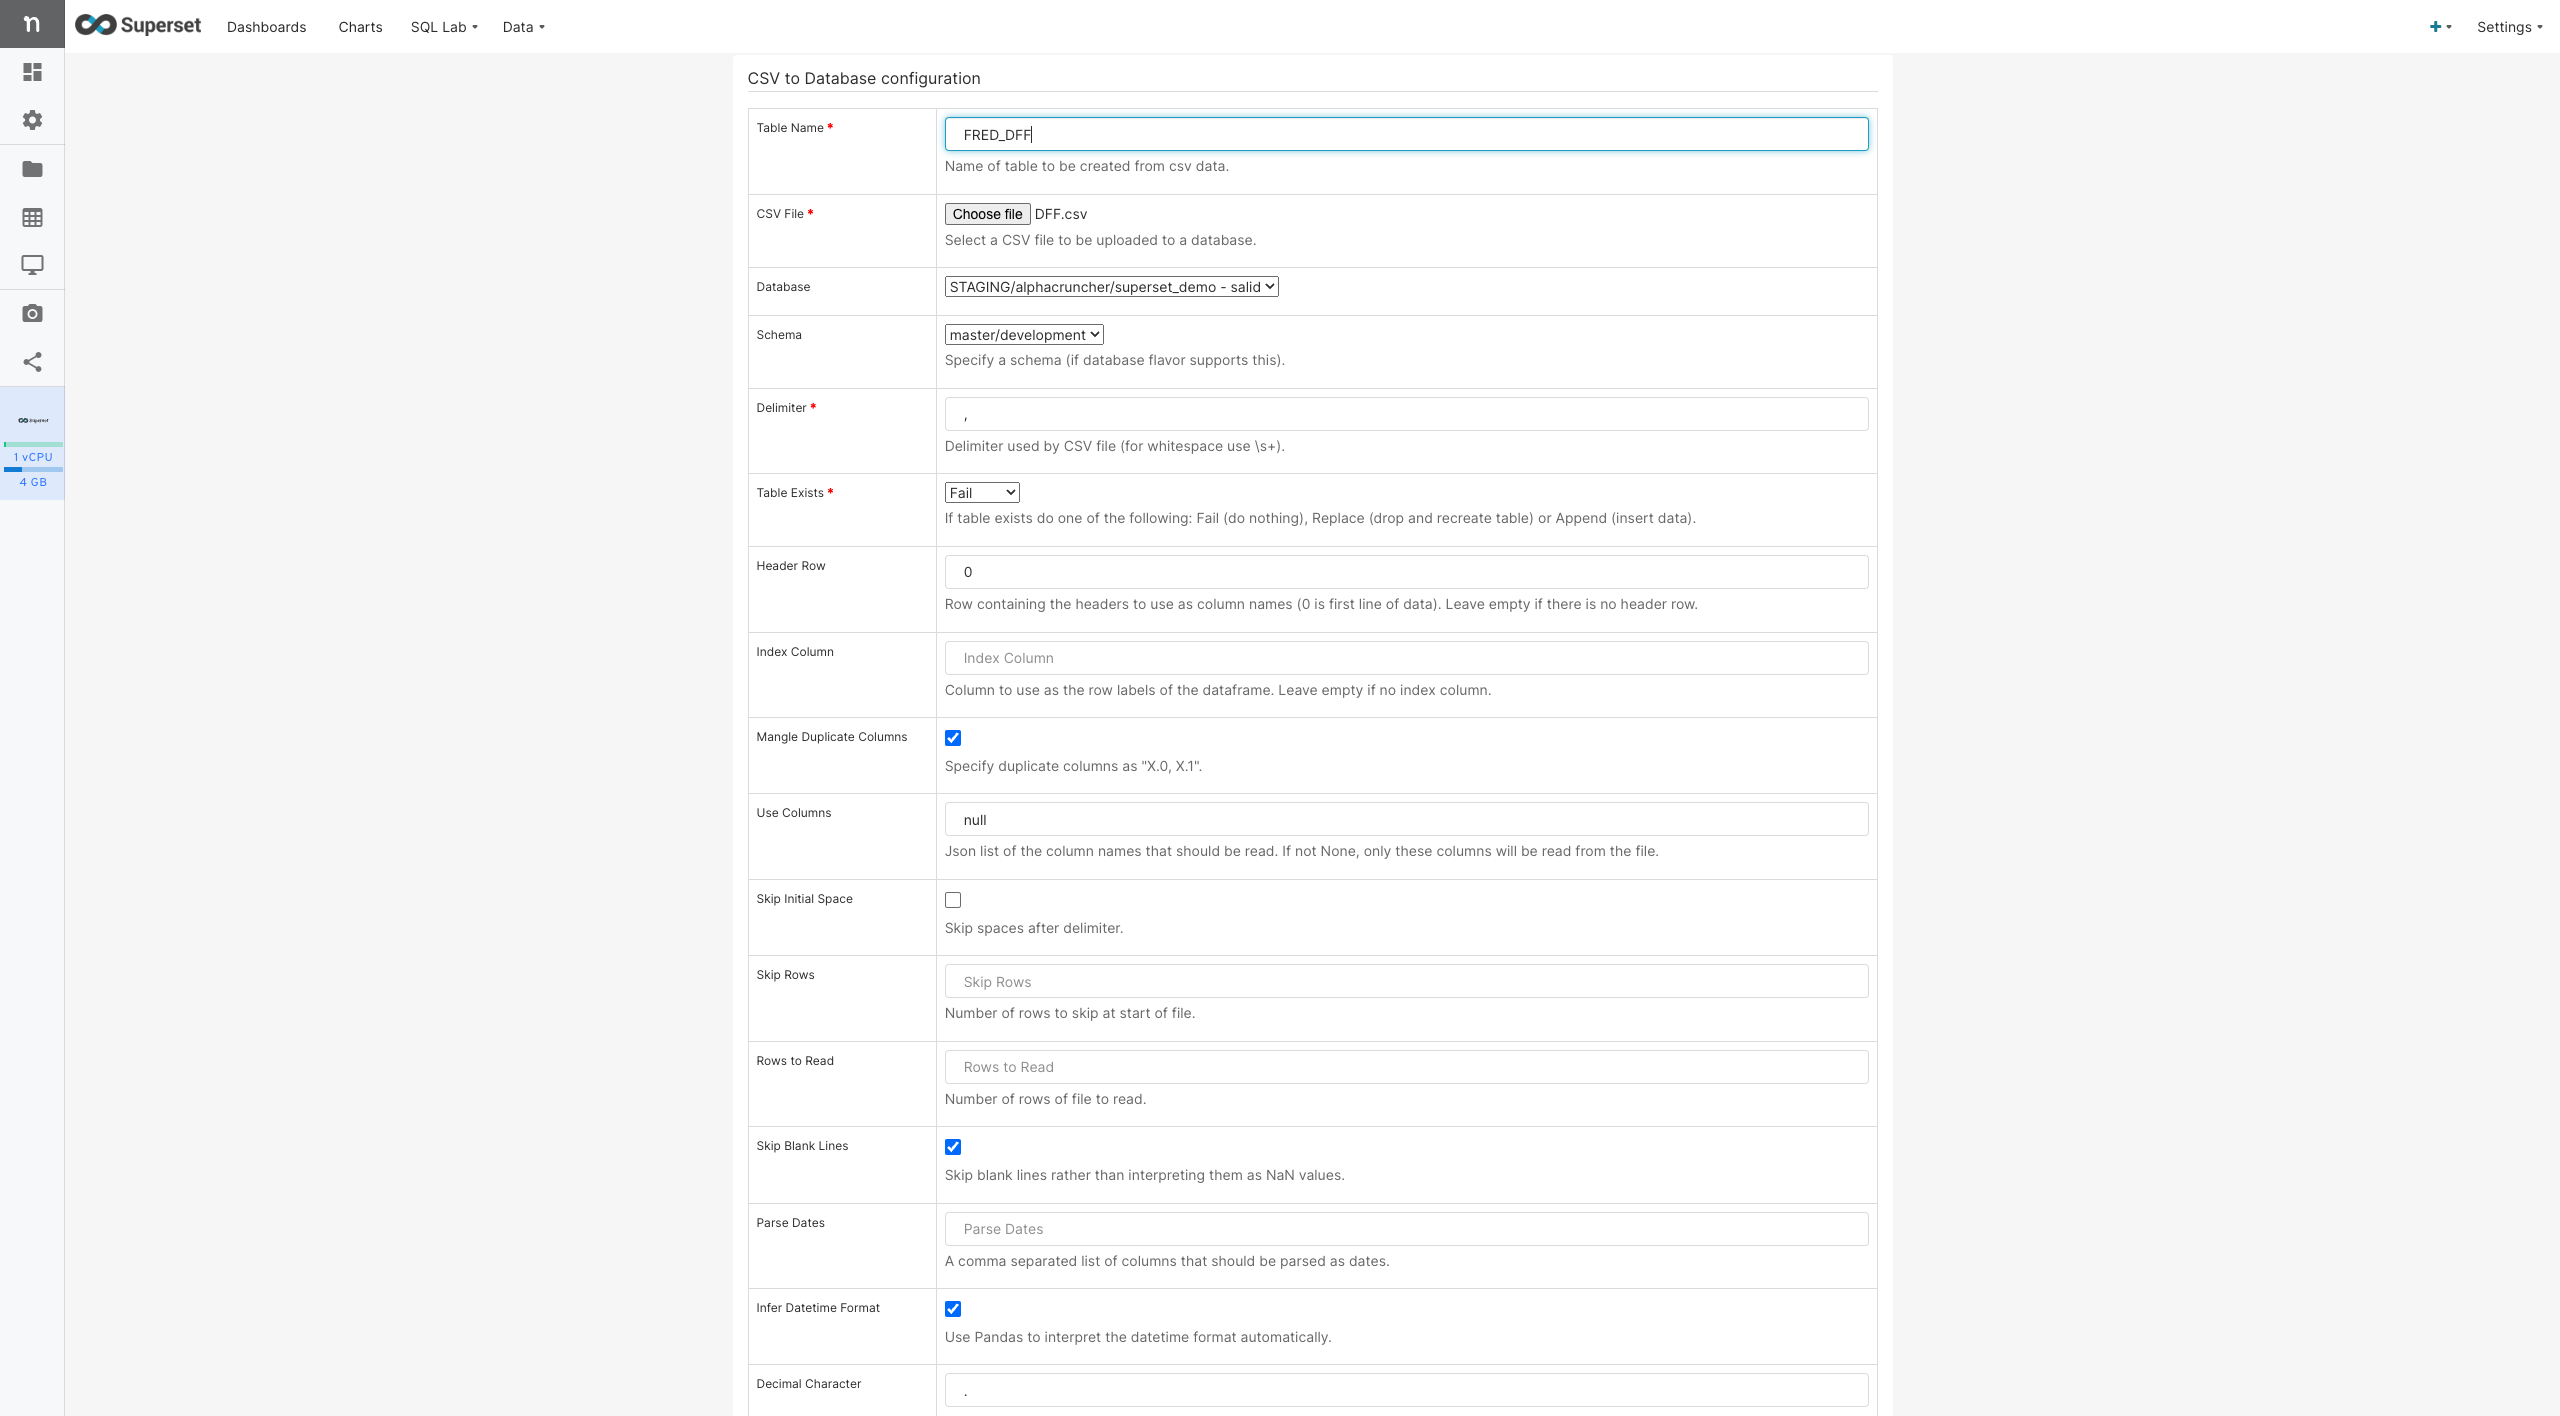 n Superset Dashboards Charts SQL Lab Data + Settings
CSV to Database configuration
Table Name * FRED_DFF
Name of table to be created from csv data.
CSV File * Choose file DFF.csv
Select a CSV file to be uploaded to a database.
Database STAGING/alphacruncher/superset_demo - salid
Schema master/development
Specify a schema (if database flavor supports this).
Delimiter * ,
Delimiter used by CSV file (for whitespace use \s+).
Superset
1 vCPU
4 GB
Table Exists * Fail
If table exists do one of the following: Fail (do nothing), Replace (drop and recreate table) or Append (insert data).
Header Row 0
Row containing the headers to use as column names (0 is first line of data). Leave empty if there is no header row.
Index Column Index Column
Column to use as the row labels of the dataframe. Leave empty if no index column.
Mangle Duplicate Columns
Specify duplicate columns as "X.0, X.1".
Use Columns null
Json list of the column names that should be read. If not None, only these columns will be read from the file.
Skip Initial Space
Skip spaces after delimiter.
Skip Rows Skip Rows
Number of rows to skip at start of file.
Rows to Read Rows to Read
Number of rows of file to read.
Skip Blank Lines
Skip blank lines rather than interpreting them as NaN values.
Parse Dates Parse Dates
A comma separated list of columns that should be parsed as dates.
Infer Datetime Format
Use Pandas to interpret the datetime format automatically.
Decimal Character .